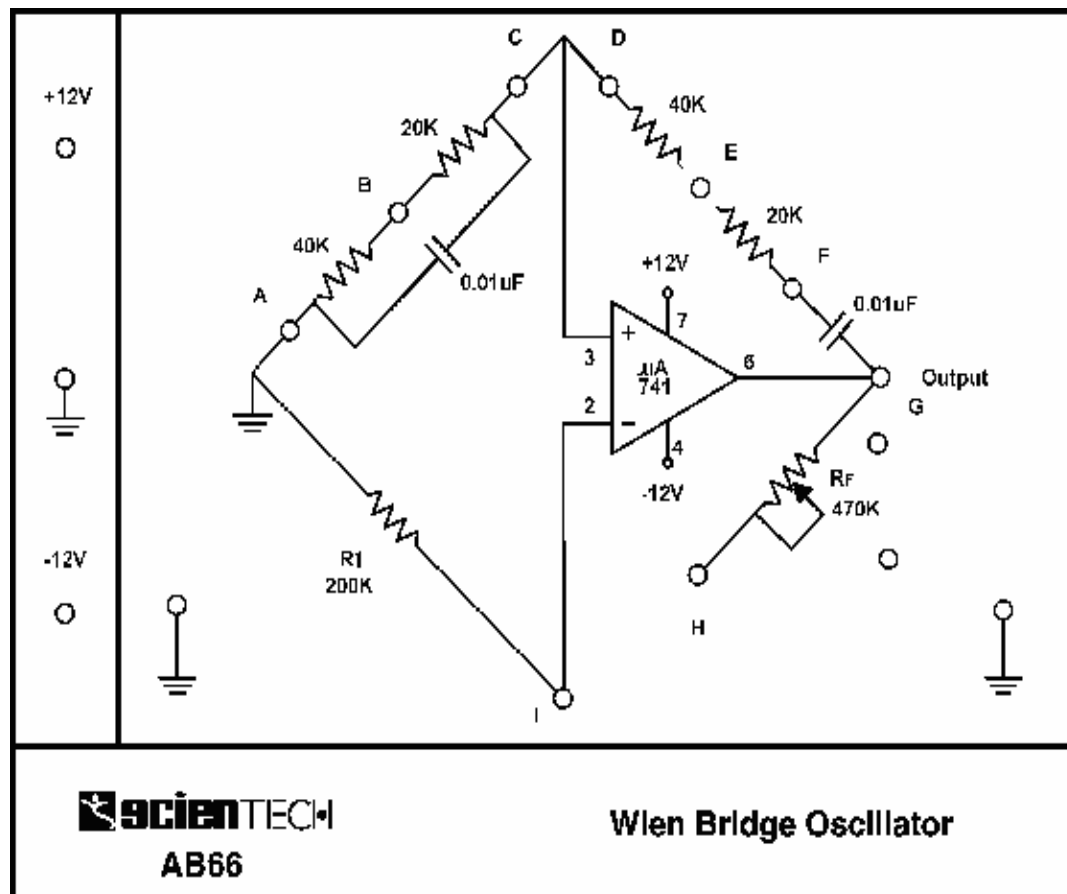 C
D
+12V
40K
20K
E
B
20K
40K
F
+12V
0.01uF
0.01uF
A
7
+
3
µA
741
6
Output
2
-
G
4
-12V
RF
470K
-12V
R1
200K
H
I
scienTECH
AB66
Wien Bridge Oscillator